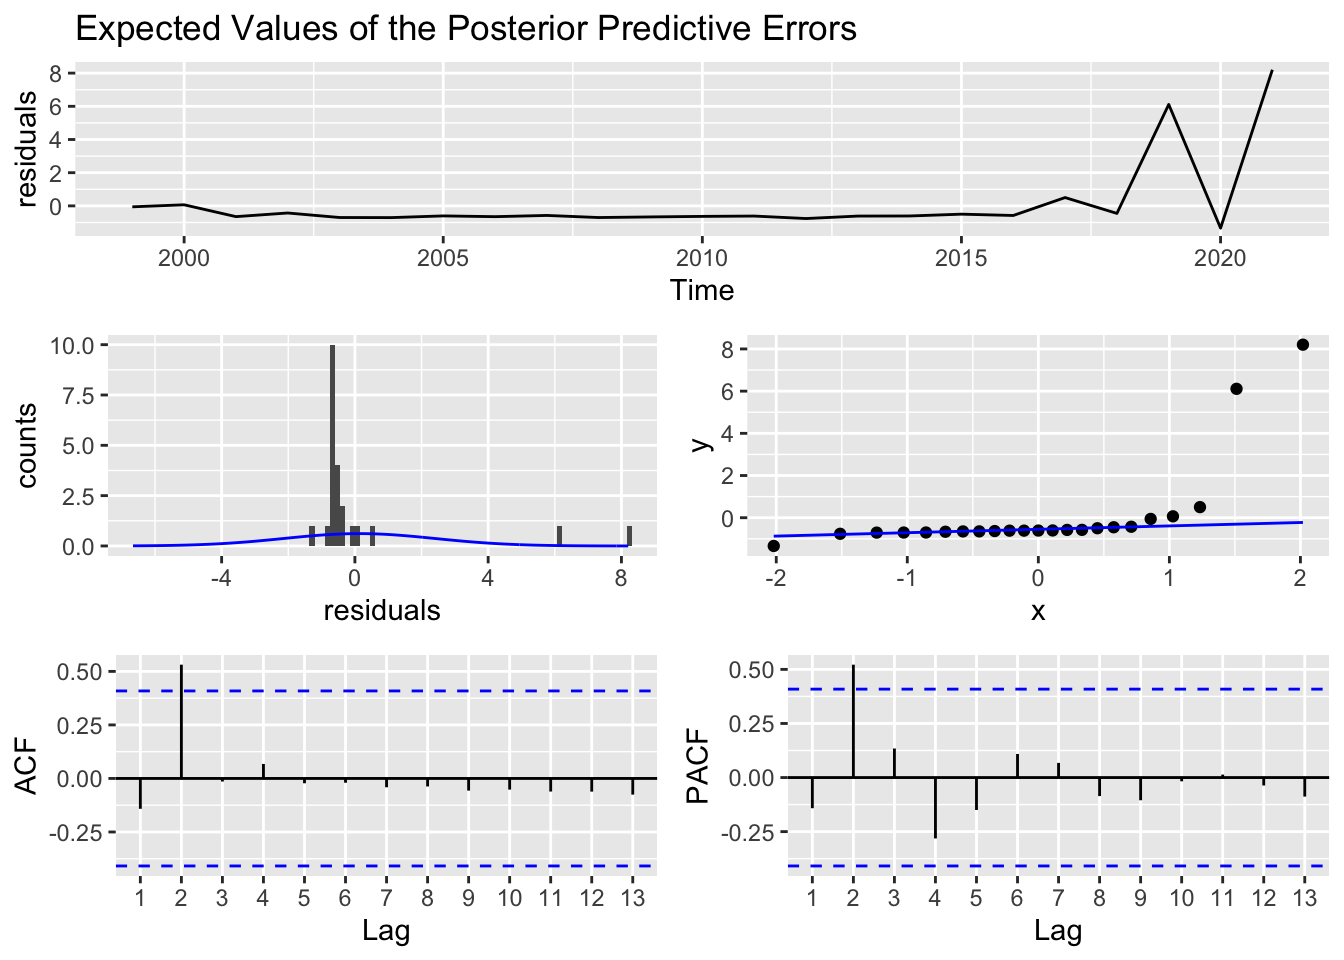 Expected Values of the Posterior Predictive Errors
residuals
8
6
4
2
0
2000 2005 2010 2015 2020
Time
counts
10.0
7.5
5.0
2.5
0.0
-4 0 4 8
residuals
y
8
6
4
2
0
-2 -1 0 1 2
x
ACF
0.50
0.25
0.00
-0.25
1 2 3 4 5 6 7 8 9 10 11 12 13
Lag
PACF
0.50
0.25
0.00
-0.25
1 2 3 4 5 6 7 8 9 10 11 12 13
Lag